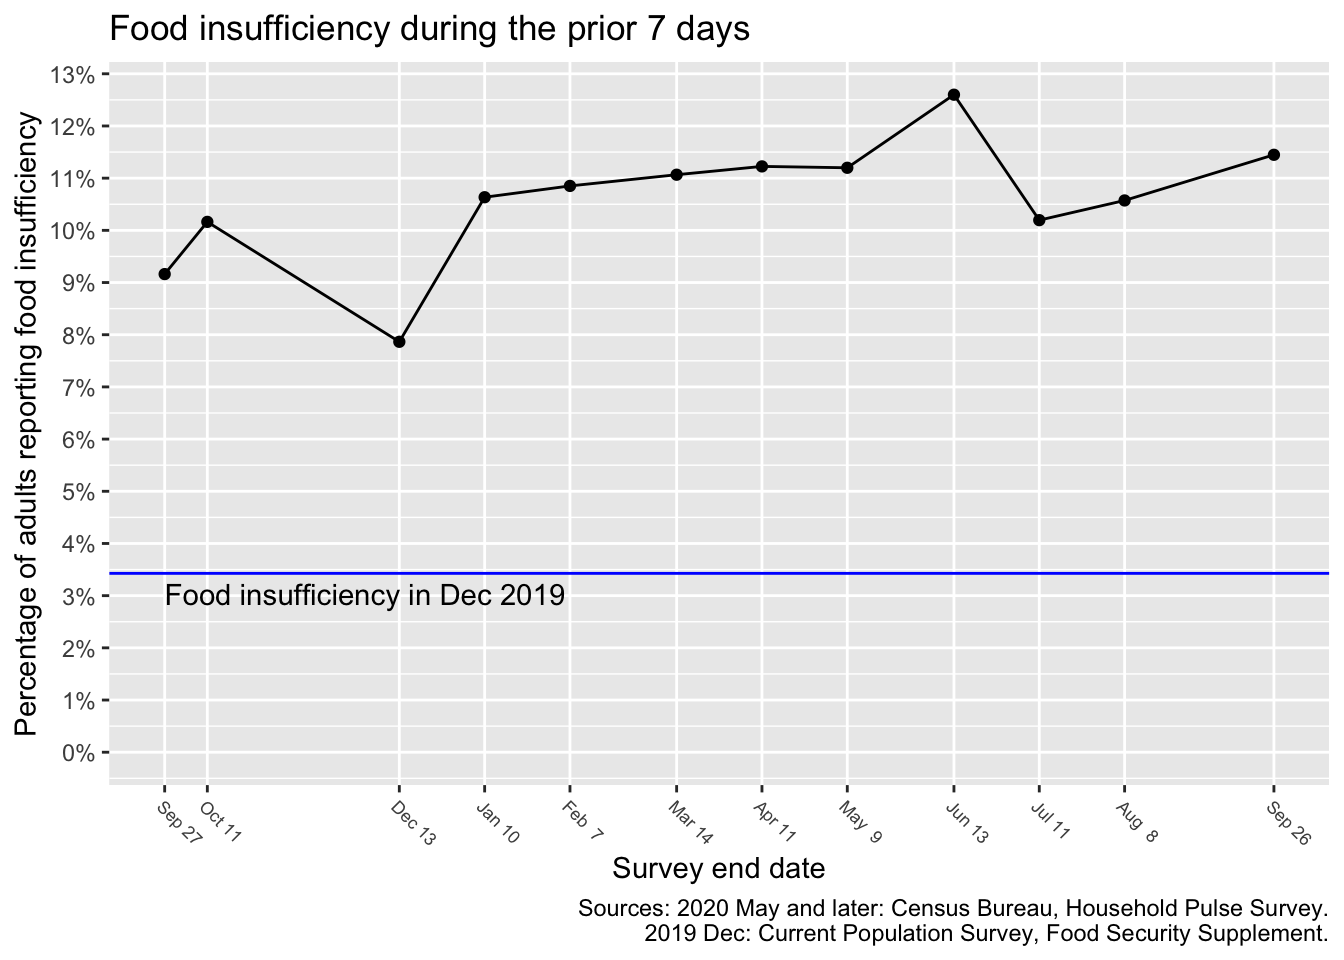 Food insufficiency during the prior 7 days
Percentage of adults reporting food insufficiency
13%
12%
11%
10%
9%
8%
7%
6%
5%
4%
3%
2%
1%
0%
Food insufficiency in Dec 2019
Sep 27
Oct 11
Dec 13
Jan 10
Feb  7
Mar 14
Apr 11
May  9
Jun 13
Jul 11
Aug  8
Sep 26
Survey end date
Sources: 2020 May and later: Census Bureau, Household Pulse Survey.
2019 Dec: Current Population Survey, Food Security Supplement.